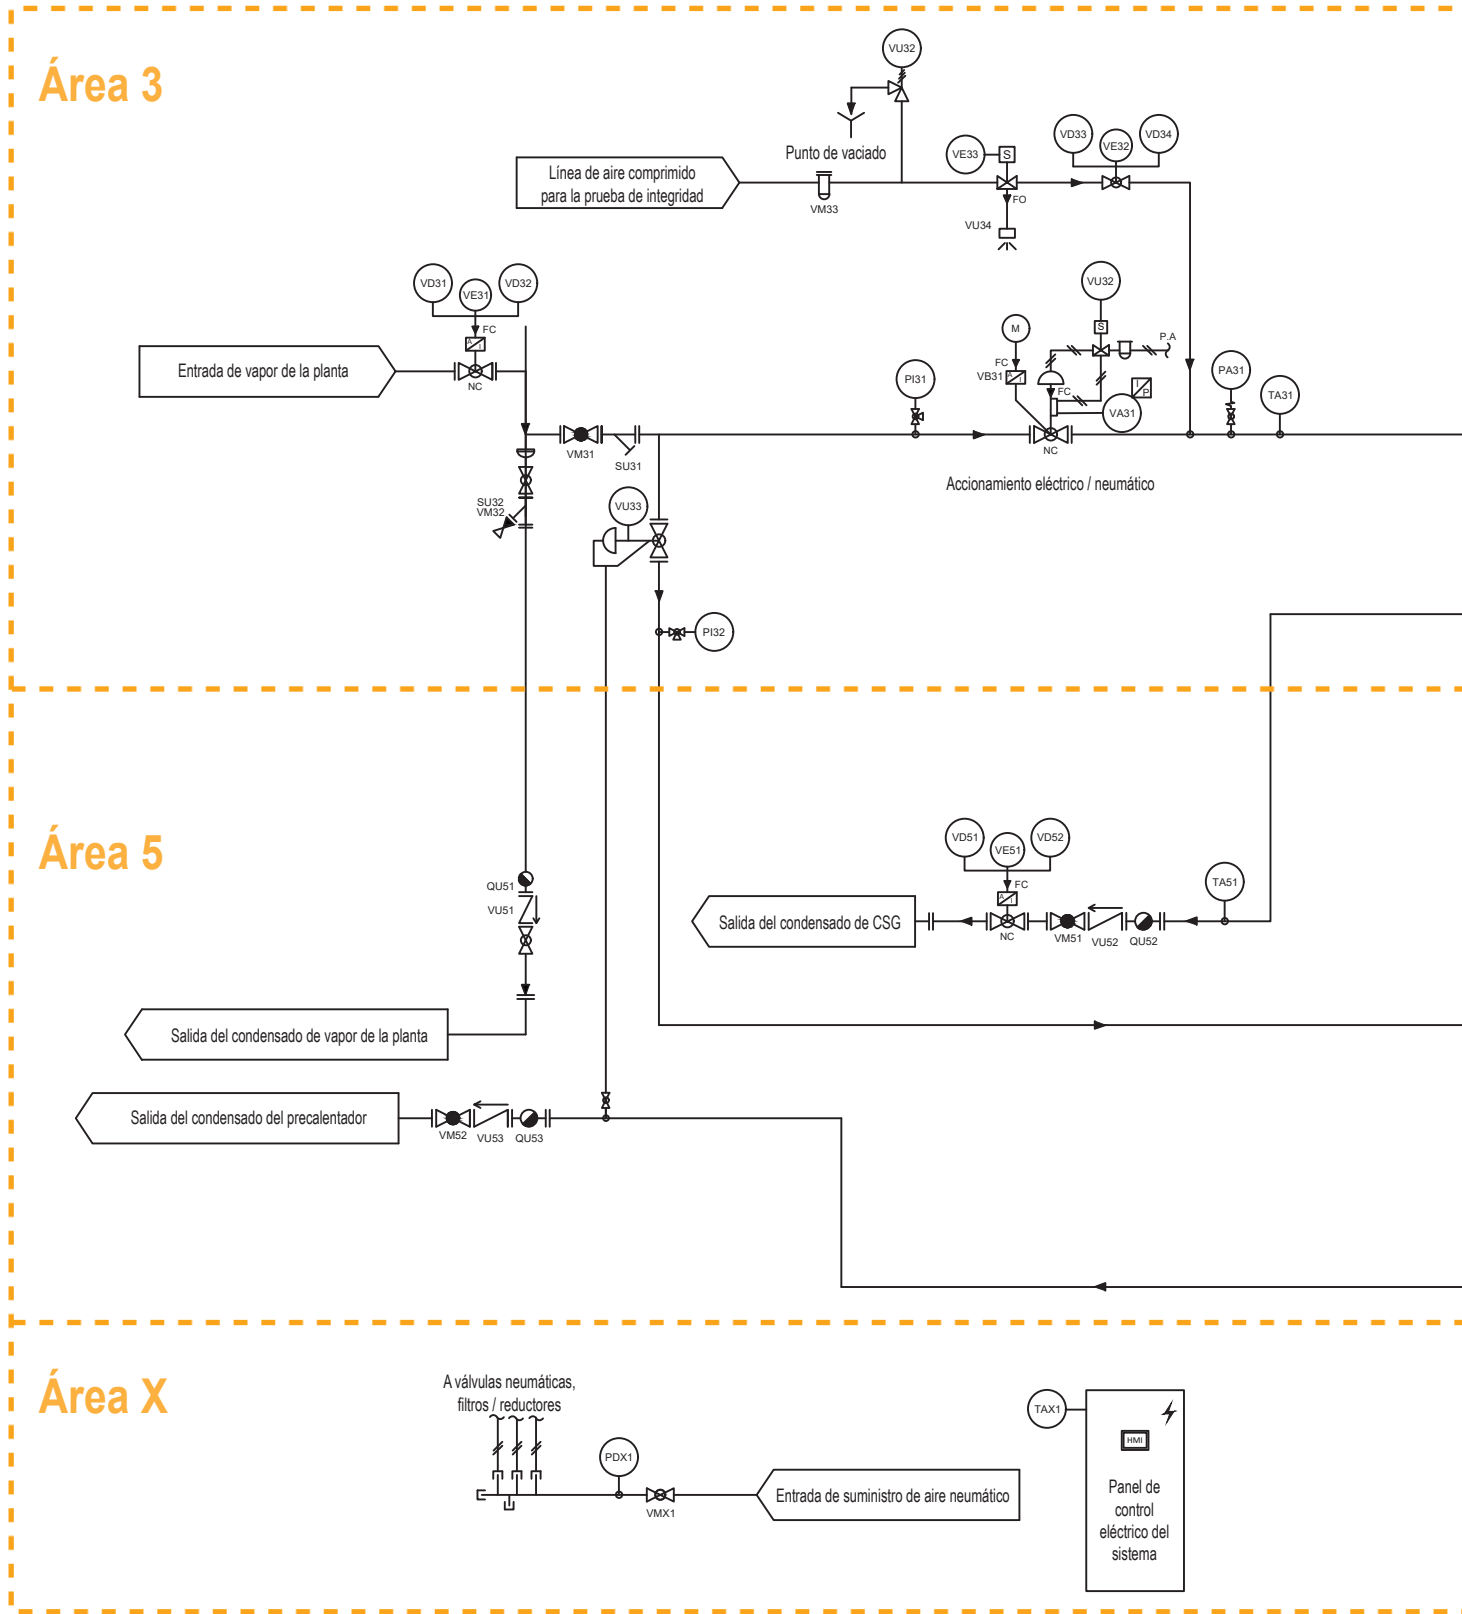 Área 3
VU32
Punto de vaciado
VD33
VE32
VD34
VE33
S
Línea de aire comprimido
para la prueba de integridad
VM33
FO
VU34
VD31
VE31
VD32
FC
A
I
Entrada de vapor de la planta
NC
VU32
S
M
P.A
FC
VB31
A
I
FC
I
P
VA31
PI31
PA31
TA31
NC
VM31
SU31
Accionamiento eléctrico / neumático
SU32
VM32
VU33
PI32
Área 5
VD51
VE51
VD52
FC
A
I
QU51
VU51
TA51
Salida del condensado de CSG
NC
VM51
VU52
QU52
Salida del condensado de vapor de la planta
Salida del condensado del precalentador
VM52
VU53
QU53
Área X
A válvulas neumáticas,
filtros / reductores
PDX1
VMX1
Entrada de suministro de aire neumático
TAX1
HMI
Panel de
control
eléctrico del
sistema